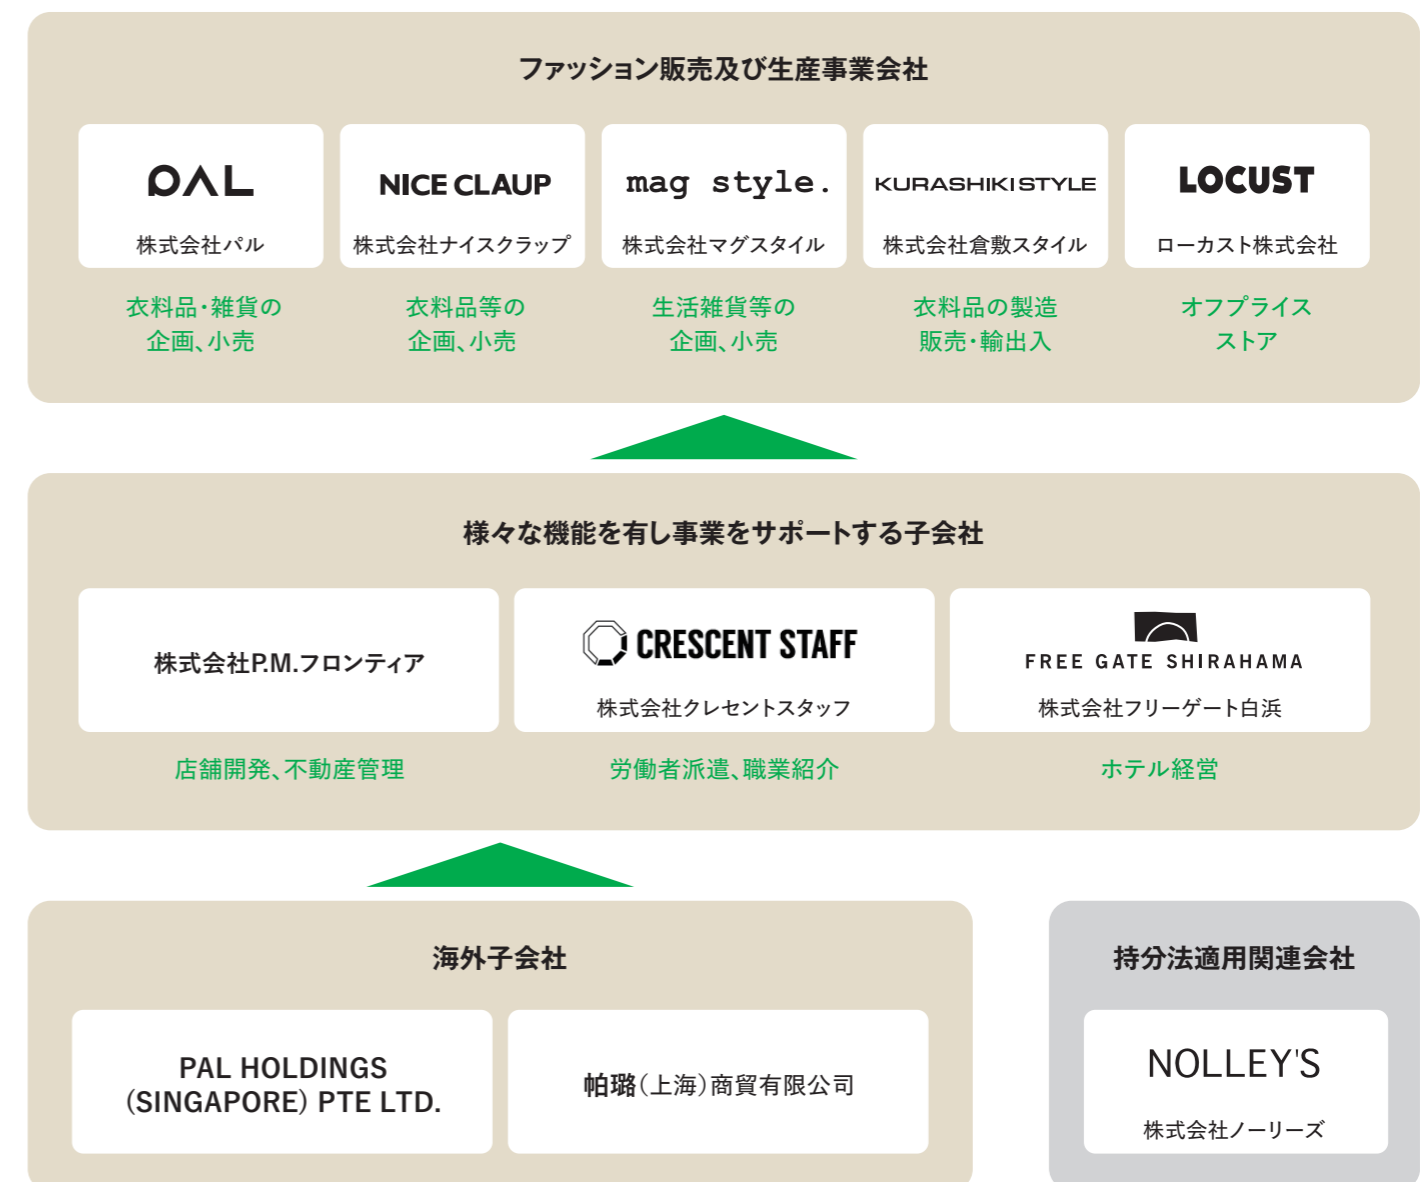 ファッション販売及び生産事業会社
PAL
NICE CLAUP
mag style.
KURASHIKI STYLE
LOCUST
株式会社パル
株式会社ナイスクラップ
株式会社マグスタイル
株式会社倉敷スタイル
ローカスト株式会社
衣料品・雑貨の
企画、小売
衣料品等の
企画、小売
生活雑貨等の
企画、小売
衣料品の製造
販売・輸出入
オフプライス
ストア
様々な機能を有し事業をサポートする子会社
株式会社P.M.フロンティア
CRESCENT STAFF
株式会社クレセントスタッフ
FREE GATE SHIRAHAMA
株式会社フリーゲート白浜
店舗開発、不動産管理
労働者派遣、職業紹介
ホテル経営
海外子会社
PAL HOLDINGS
(SINGAPORE) PTE LTD.
帕璐(上海)商貿有限公司
持分法適用関連会社
NOLLEY'S
株式会社ノーリーズ